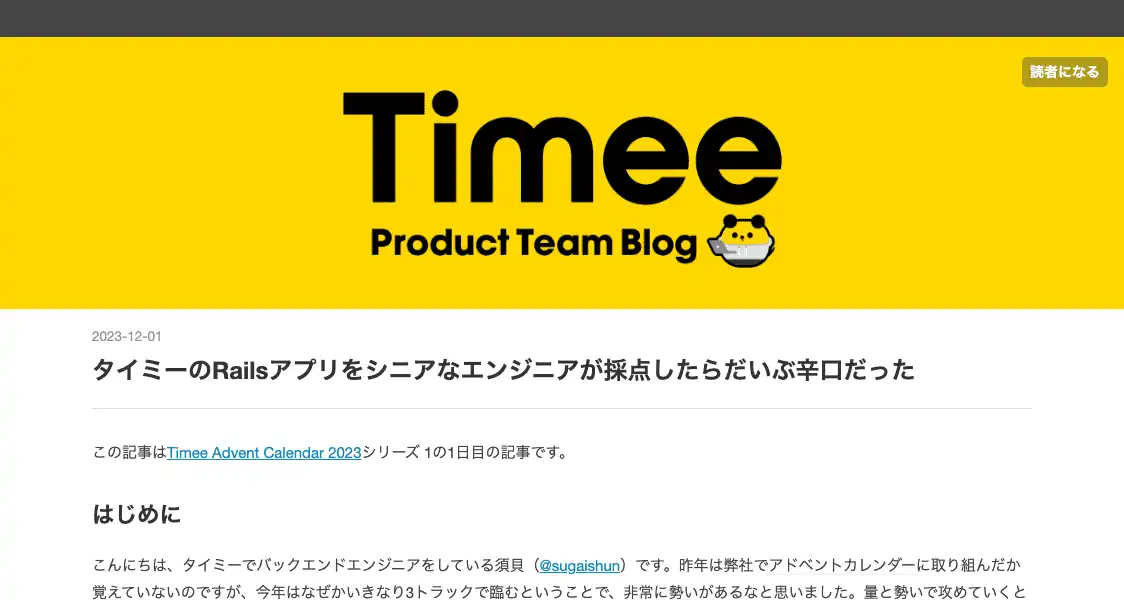 読者になる
Timee
Product Team Blog
2023-12-01
タイミーのRailsアプリをシニアなエンジニアが採点したらだいぶ辛口だった
この記事はTimee Advent Calendar 2023シリーズ 1の1日目の記事です。
はじめに
こんにちは、タイミーでバックエンドエンジニアをしている須貝（@sugaishun）です。昨年は弊社でアドベントカレンダーに取り組んだか
覚えていないのですが、今年はなぜかいきなり3トラックで臨むということで、非常に勢いがあるなと思いました。量と勢いで攻めていくと